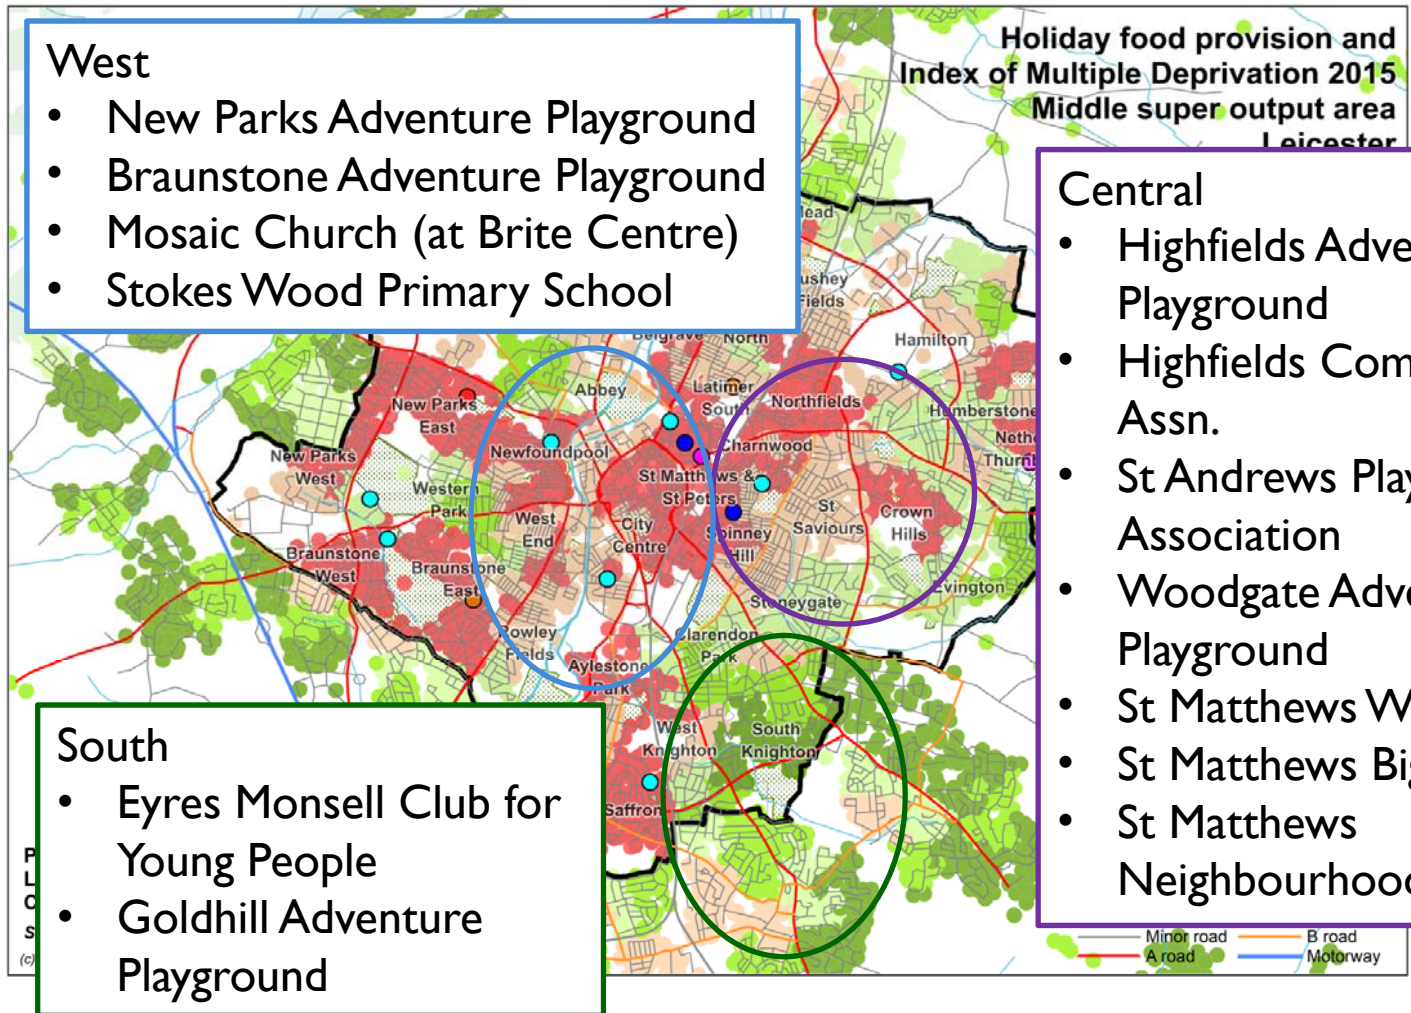 West
• New Parks Adventure Playground
• Braunstone Adventure Playground
• Mosaic Church (at Brite Centre)
• Stokes Wood Primary School
Holiday food provision and
Index of Multiple Deprivation 2015
Middle super output area
Leicester
Central
• Highfields Adve
Playground
• Highfields Com
Assn.
• St Andrews Play
Association
• Woodgate Adve
Playground
• St Matthews W
• St Matthews Big
• St Matthews
Neighbourhood
South
• Eyres Monsell Club for
Young People
• Goldhill Adventure
Playground
Belgrave North
Hamilton
Abbey
Latimer
South
Northfields
Humberstone
New Parks
East
Newfoundpool
Charnwood
New Parks
West
Western
Park
St Matthews &
St Peters
West
End
City
Centre
Spinney
Hill
St
Saviours
Crown
Hills
Braunstone
West
Braunstone
East
Stoneygate
Evington
Rowley
Fields
Clarendon
Park
Aylestone
Park
West
Knighton
South
Knighton
Saffron
Minor road
B road
A road
Motorway